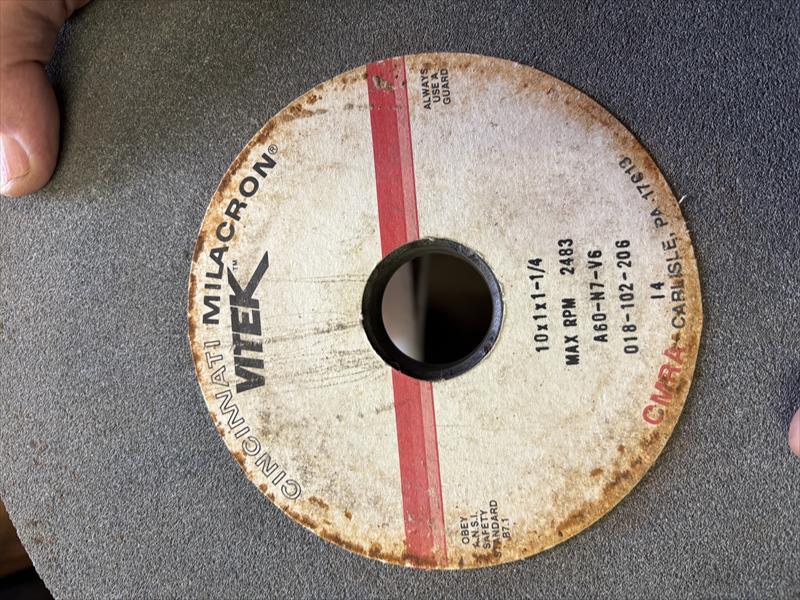 CINCINNATI MILACRON®
VITEK™
OBEY
A.N.S.I.
SAFETY
STANDARD
B7.1
ALWAYS
USE A
GUARD
10x1x1-1/4
MAX RPM 2483
A60-N7-V6
018-102-206
14
CMRA CARLISLE, PA 17013